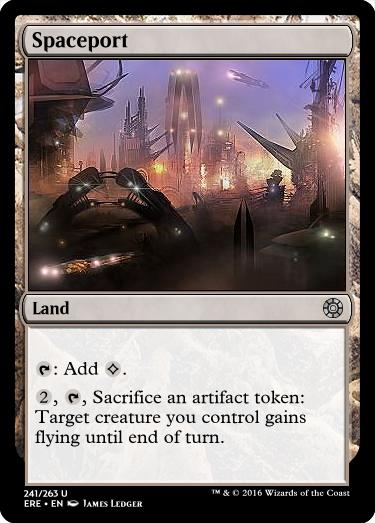 Spaceport
Land
: Add .
2, , Sacrifice an artifact token:
Target creature you control gains
flying until end of turn.
241/263 U
ERE • EN JAMES LEDGER
™ & © 2016 Wizards of the Coast